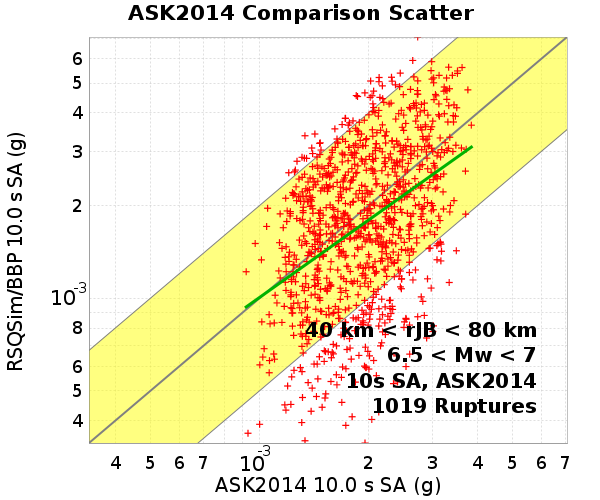 ASK2014 Comparison Scatter
RSQSim/BBP 10.0 s SA (g)
6
5
4
3
2
10⁻³
8
6
5
4
40 km < rJB < 80 km
6.5 < Mw < 7
10s SA, ASK2014
1019 Ruptures
4 5 6 7 10⁻³ 2 3 4 5 6 7
ASK2014 10.0 s SA (g)